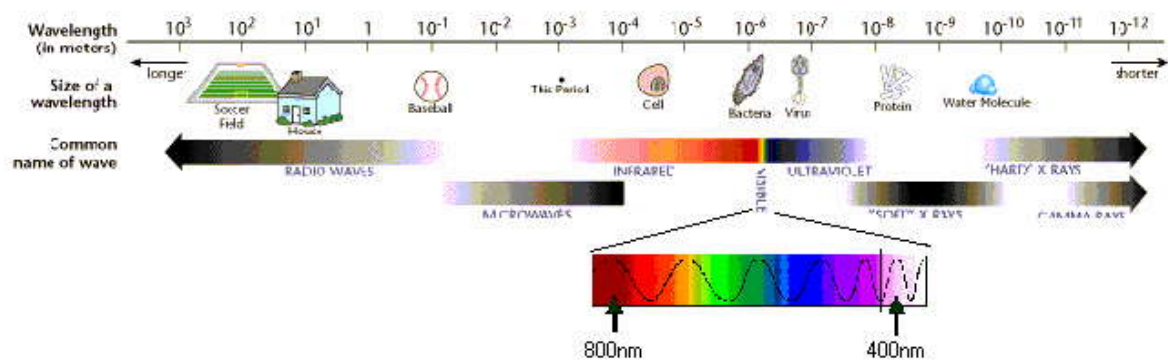 Wavelength
(in meters)
10³ 10² 10¹ 1 10⁻¹ 10⁻² 10⁻³ 10⁻⁴ 10⁻⁵ 10⁻⁶ 10⁻⁷ 10⁻⁸ 10⁻⁹ 10⁻¹⁰ 10⁻¹¹ 10⁻¹²
longer
shorter
Size of a
wavelength
Soccer
Field
House
Baseball
This Period
Cell
Bacteria
Virus
Protein
Water Molecule
Common
name of wave
RADIO WAVES
INFRARED
VISIBLE
ULTRAVIOLET
"HARD" X RAYS
MICROWAVES
"SOFT" X RAYS
GAMMA RAYS
800nm
400nm